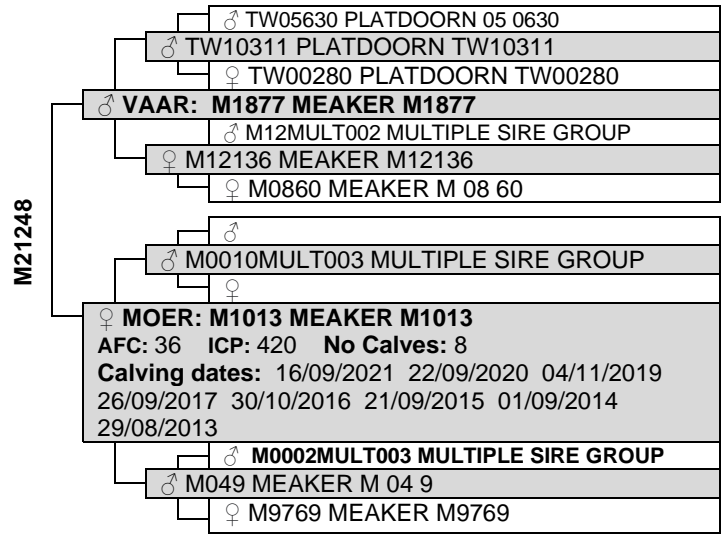 ♂ TW05630 PLATDOORN 05 0630
♂ TW10311 PLATDOORN TW10311
♀ TW00280 PLATDOORN TW00280
♂ VAAR: M1877 MEAKER M1877
♂ M12MULT002 MULTIPLE SIRE GROUP
♀ M12136 MEAKER M12136
♀ M0860 MEAKER M 08 60
M21248
♂
♂ M0010MULT003 MULTIPLE SIRE GROUP
♀
♀ MOER: M1013 MEAKER M1013
AFC: 36 ICP: 420 No Calves: 8
Calving dates: 16/09/2021 22/09/2020 04/11/2019
26/09/2017 30/10/2016 21/09/2015 01/09/2014
29/08/2013
♂ M0002MULT003 MULTIPLE SIRE GROUP
♂ M049 MEAKER M 04 9
♀ M9769 MEAKER M9769